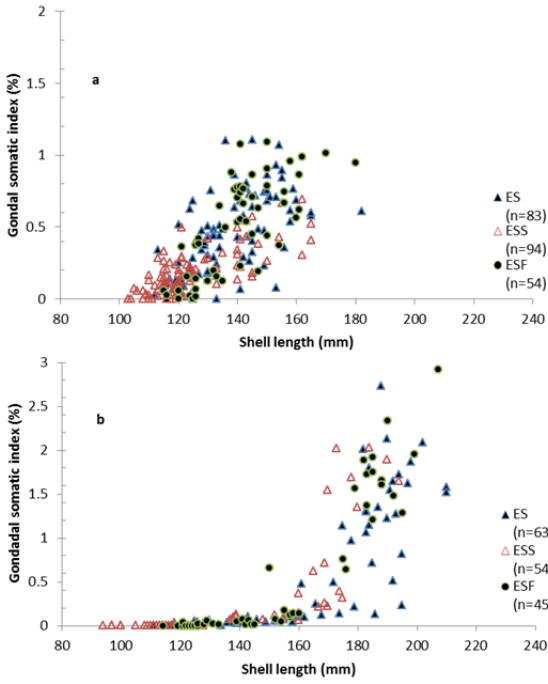 2
1.5
1
0.5
0
a
Gondal somatic index (%)
80 100 120 140 160 180 200 220 240
Shell length (mm)
ES
(n=83)
ESS
(n=94)
ESF
(n=54)
3
2.5
2
1.5
1
0.5
0
b
Gondadal somatic index (%)
80 100 120 140 160 180 200 220 240
Shell length (mm)
ES
(n=63
ESS
(n=54
ESF
(n=45